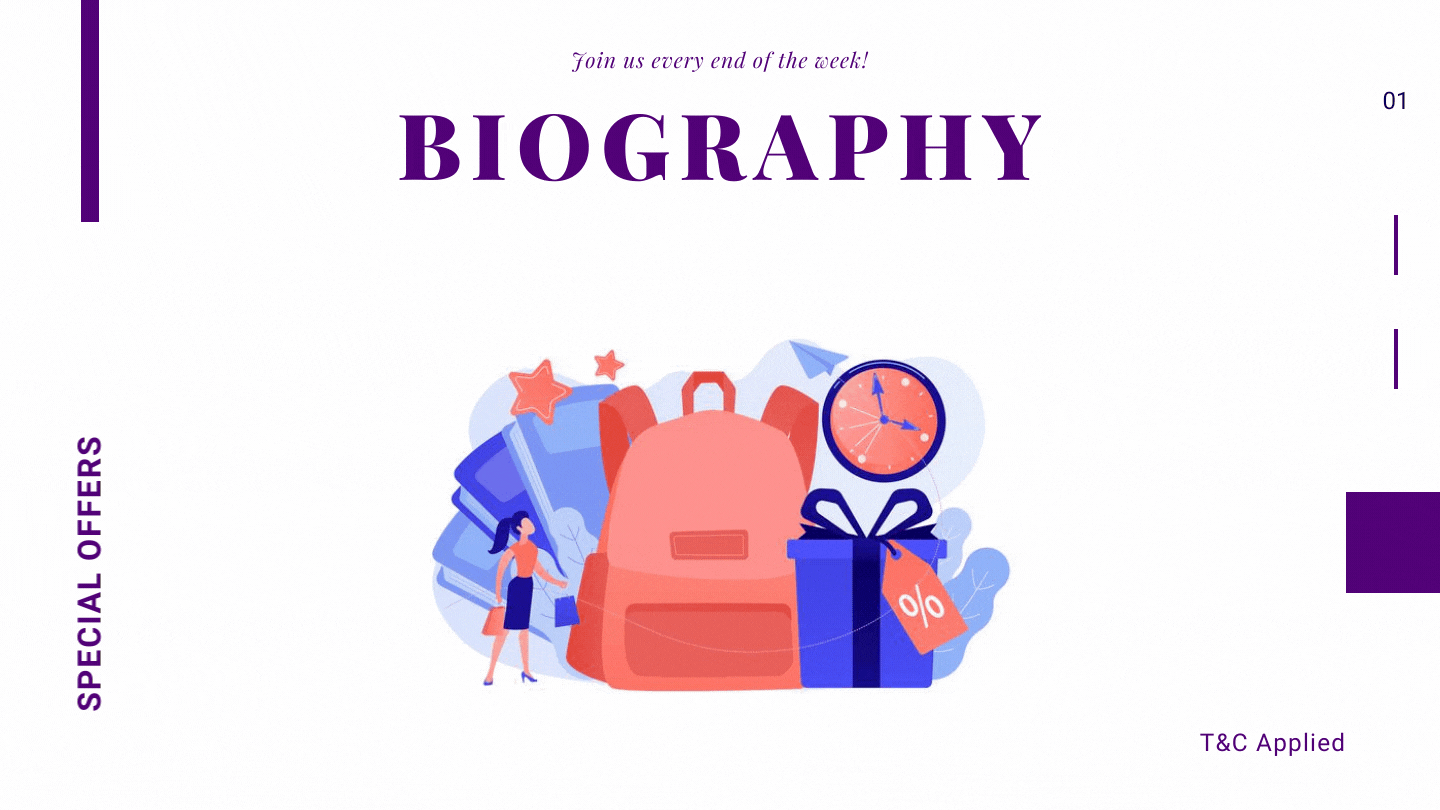 Join us every end of the week!
BIOGRAPHY
01
SPECIAL OFFERS
%
T&C Applied